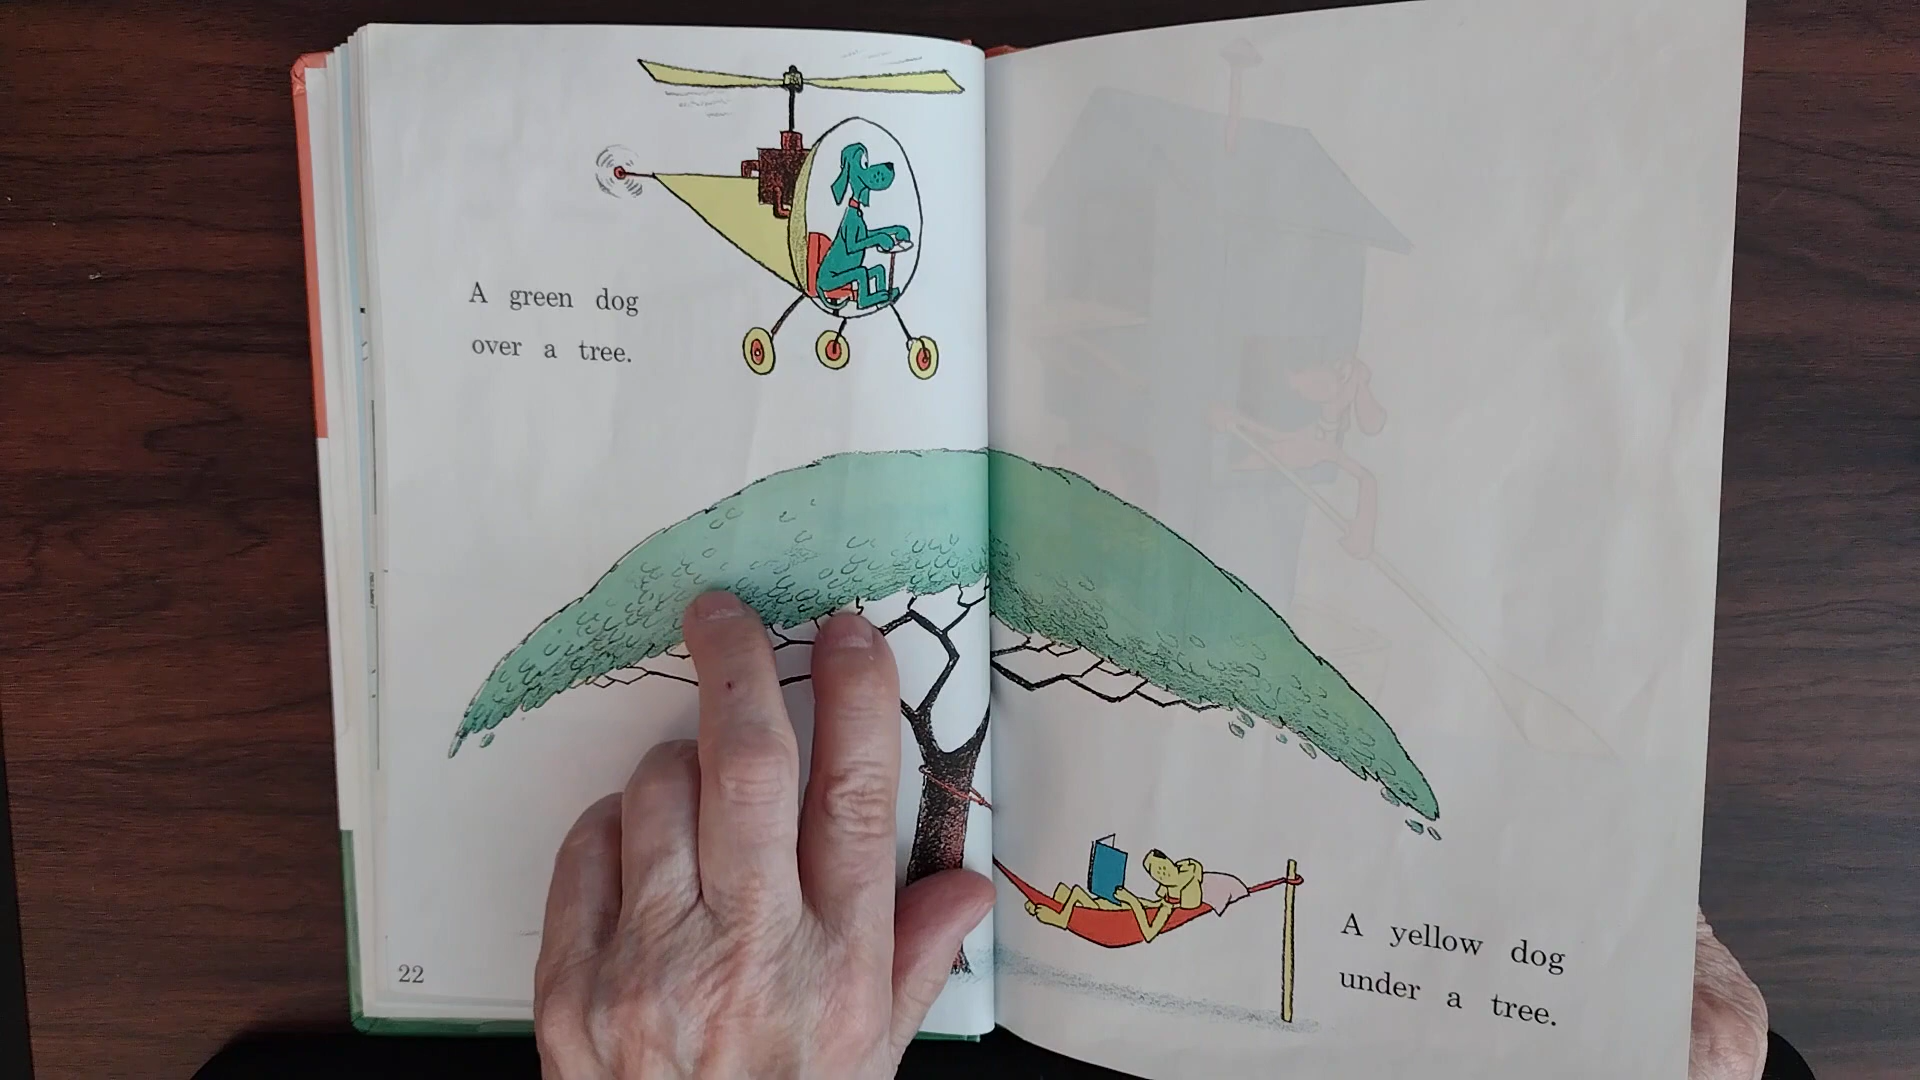 A green dog
over a tree.
22
A yellow dog
under a tree.